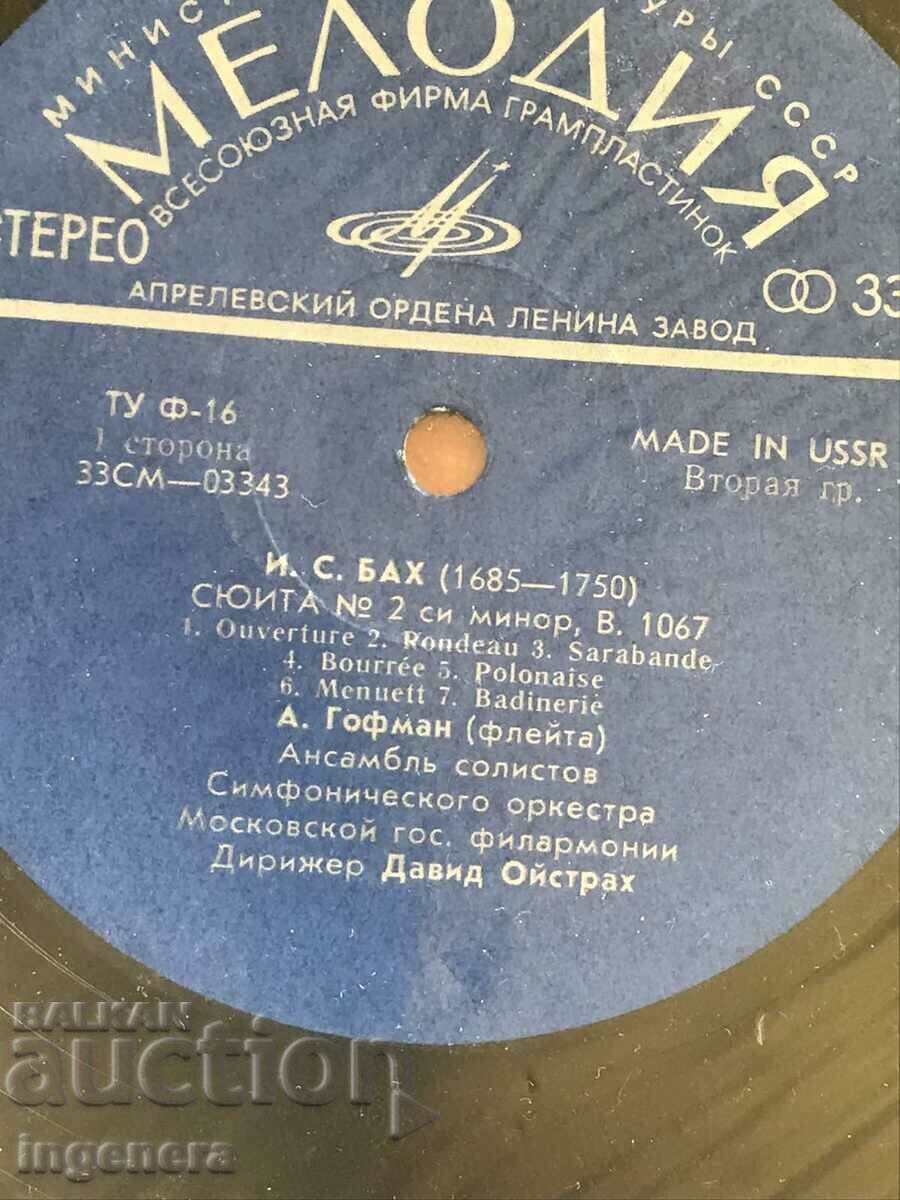 МИНИС УРЫ СССР
МЕЛОДИЯ
ВСЕСОЮЗНАЯ ФИРМА ГРАМПЛАСТИНОК
СТЕРЕО
33
АПРЕЛЕВСКИЙ ОРДЕНА ЛЕНИНА ЗАВОД
ТУ Ф-16
1 сторона
33СМ—03343
MADE IN USSR
Вторая гр.
И. С. БАХ (1685—1750)
СЮИТА № 2 си минор, В. 1067
1. Ouverture 2. Rondeau 3. Sarabande
4. Bourrée 5. Polonaise
6. Menuett 7. Badinerie
А. Гофман (флейта)
Ансамбль солистов
Симфонического оркестра
Московской гос. филармонии
Дирижер Давид Ойстрах
BALKAN
auction
ingenera